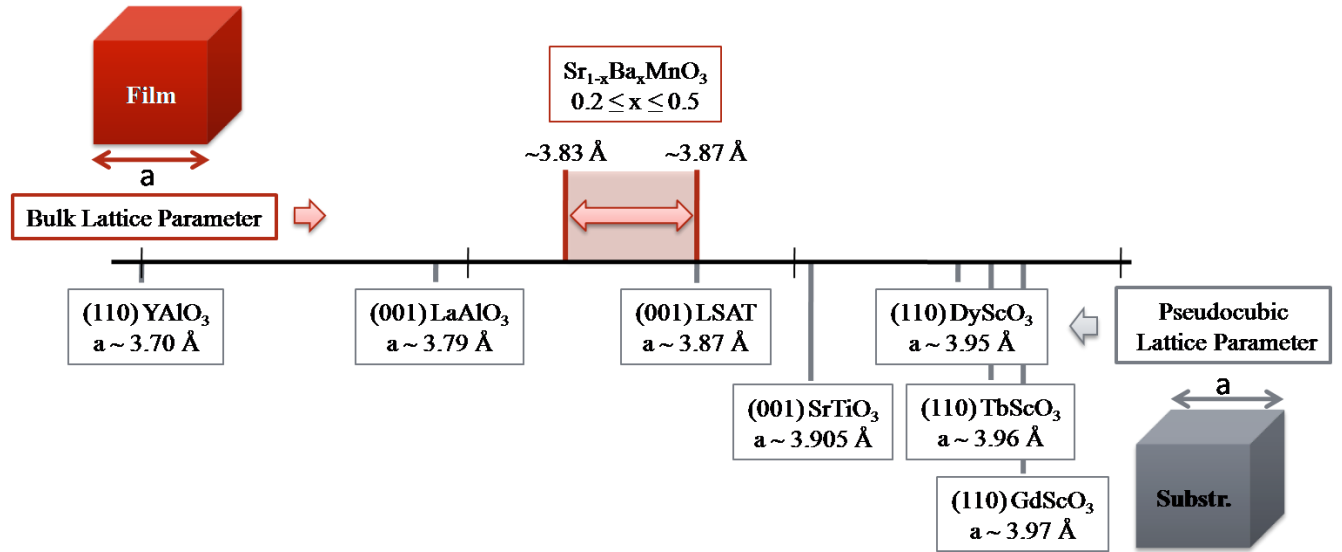 Film
a
Bulk Lattice Parameter
Sr₁₋ₓBaₓMnO₃
0.2 ≤ x ≤ 0.5
~3.83 Å
~3.87 Å
(110) YAlO₃
a ~ 3.70 Å
(001) LaAlO₃
a ~ 3.79 Å
(001) LSAT
a ~ 3.87 Å
(001) SrTiO₃
a ~ 3.905 Å
(110) DyScO₃
a ~ 3.95 Å
(110) TbScO₃
a ~ 3.96 Å
(110) GdScO₃
a ~ 3.97 Å
Pseudocubic
Lattice Parameter
a
Substr.